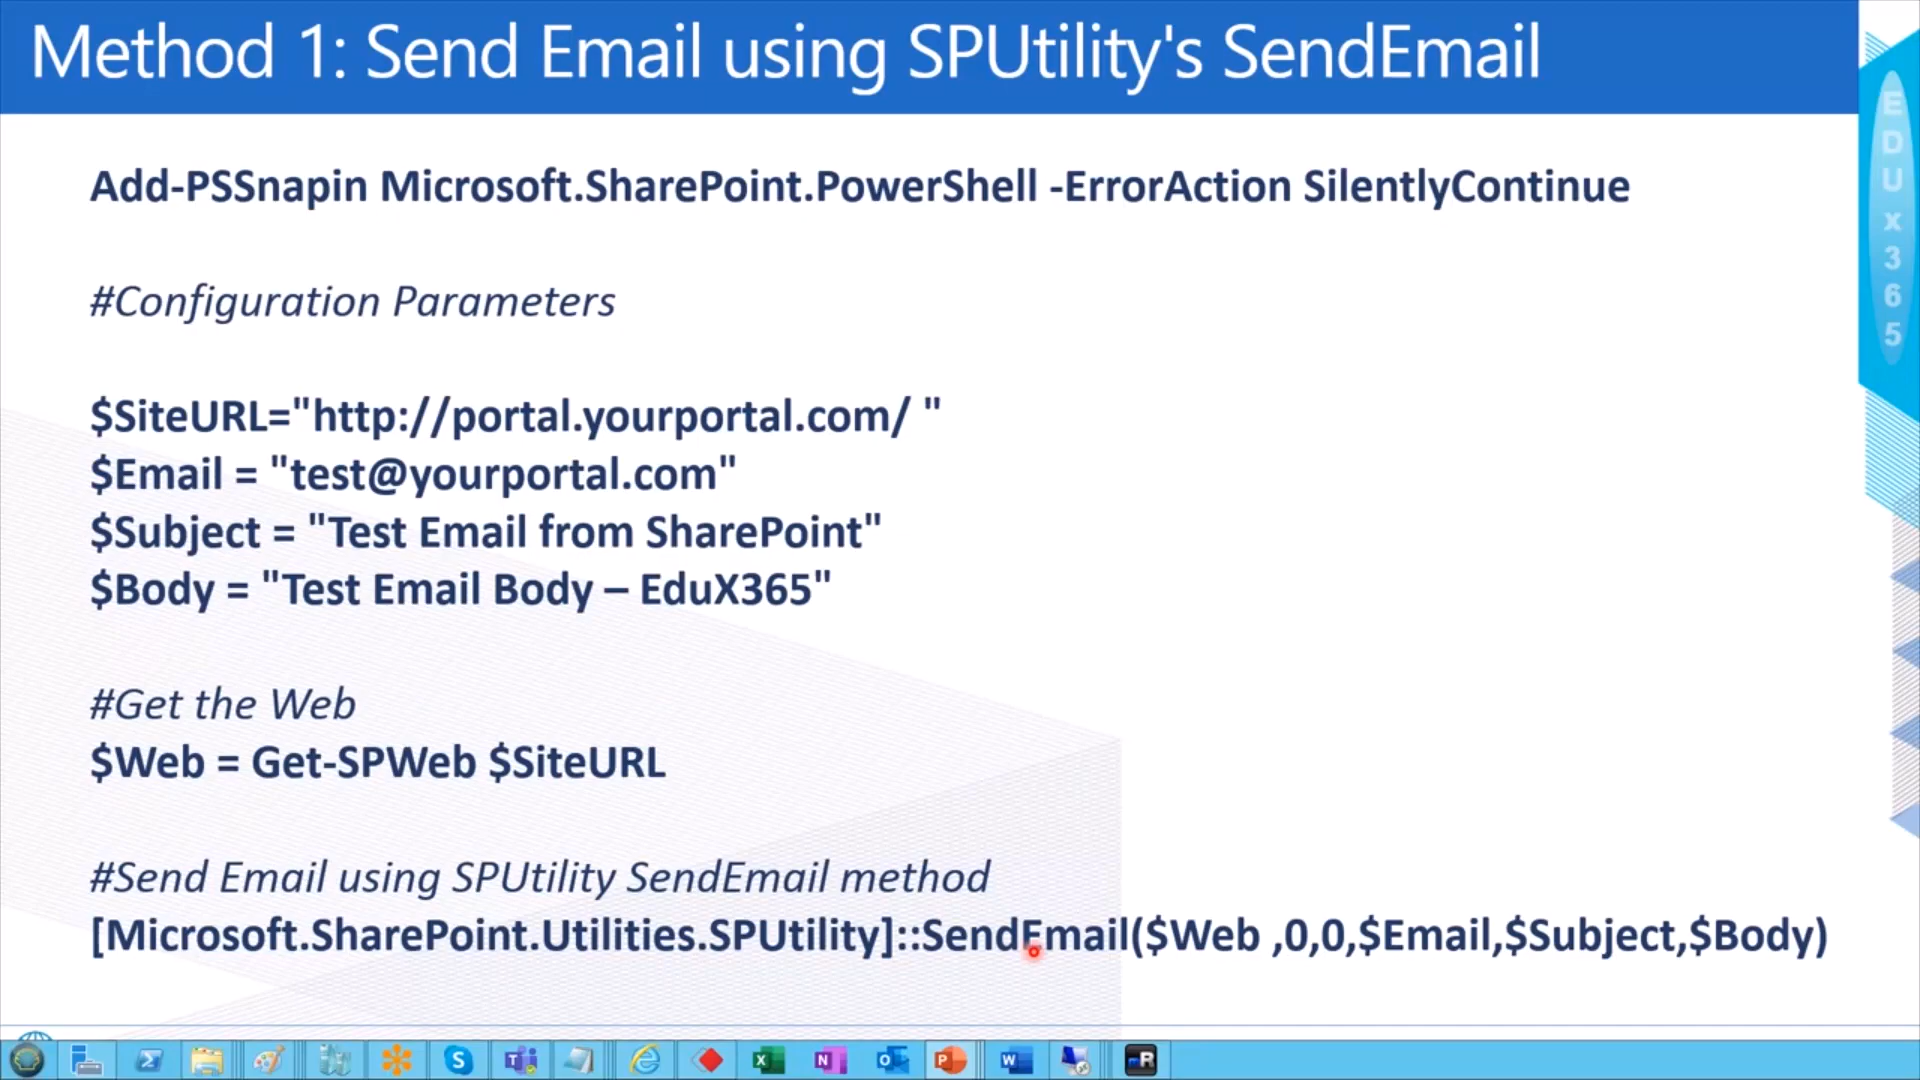 Method 1: Send Email using SPUtility's SendEmail
EDUx365
Add-PSSnapin Microsoft.SharePoint.PowerShell -ErrorAction SilentlyContinue
#Configuration Parameters
$SiteURL="http://portal.yourportal.com/ "
$Email = "test@yourportal.com"
$Subject = "Test Email from SharePoint"
$Body = "Test Email Body – EduX365"
#Get the Web
$Web = Get-SPWeb $SiteURL
#Send Email using SPUtility SendEmail method
[Microsoft.SharePoint.Utilities.SPUtility]::SendEmail($Web ,0,0,$Email,$Subject,$Body)